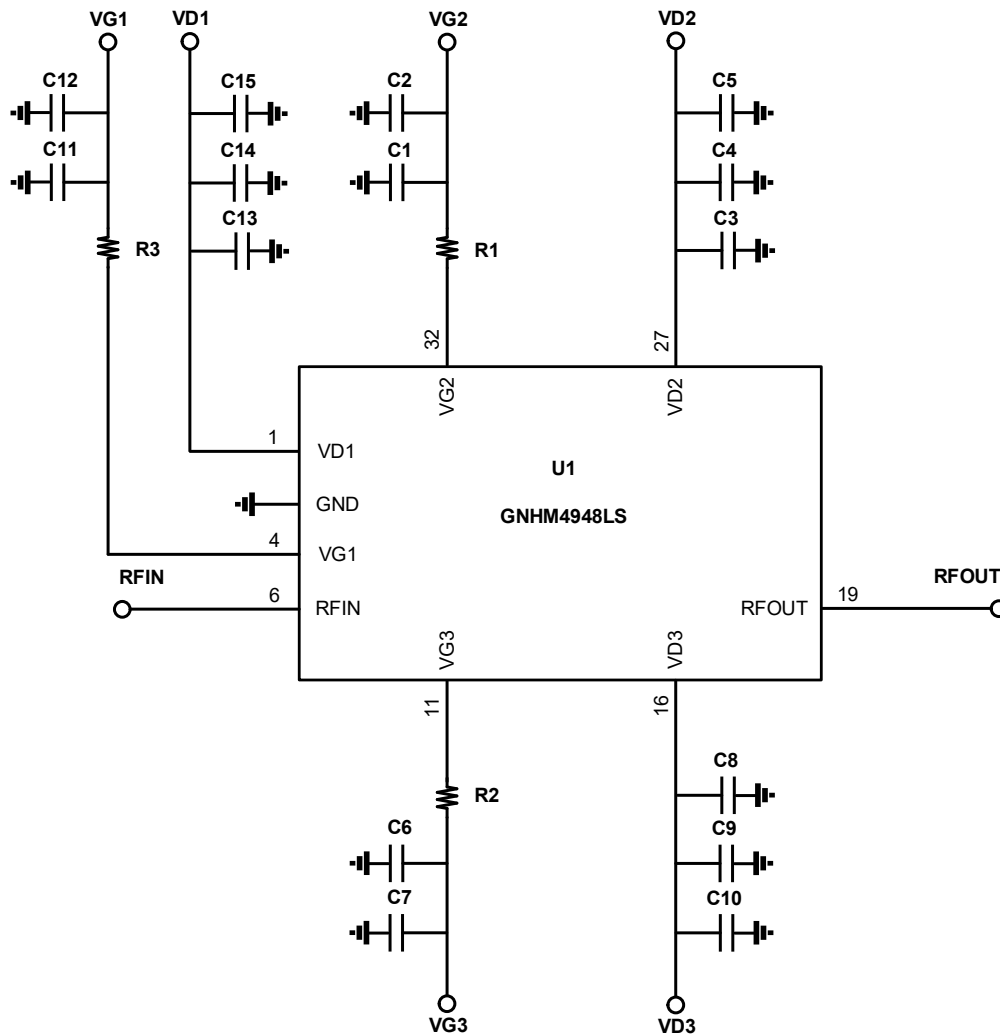 VG1 VD1 VG2 VD2
C12 C15 C2 C5
C11 C14 C1 C4
C13 C3
R3 R1
32 27
VG2 VD2
1 VD1
U1
GND
GNHM4948LS
4 VG1
RFIN RFOUT
6 RFIN RFOUT 19
VG3 VD3
11 16
C8
R2
C6 C9
C7 C10
VG3 VD3